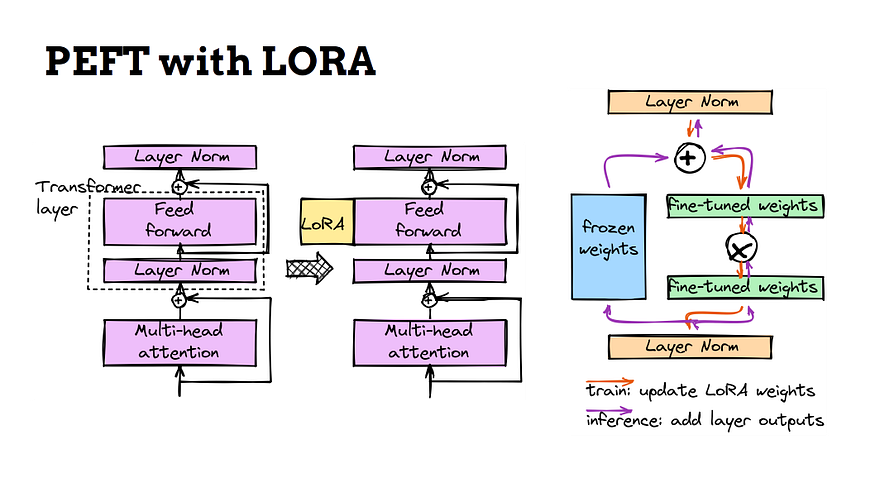 PEFT with LORA
Transformer
layer
Layer Norm
+
Feed
forward
Layer Norm
+
Multi-head
attention
Layer Norm
+
LoRA
Feed
forward
Layer Norm
+
Multi-head
attention
Layer Norm
+
frozen
weights
fine-tuned weights
×
fine-tuned weights
Layer Norm
train: update LoRA weights
inference: add layer outputs